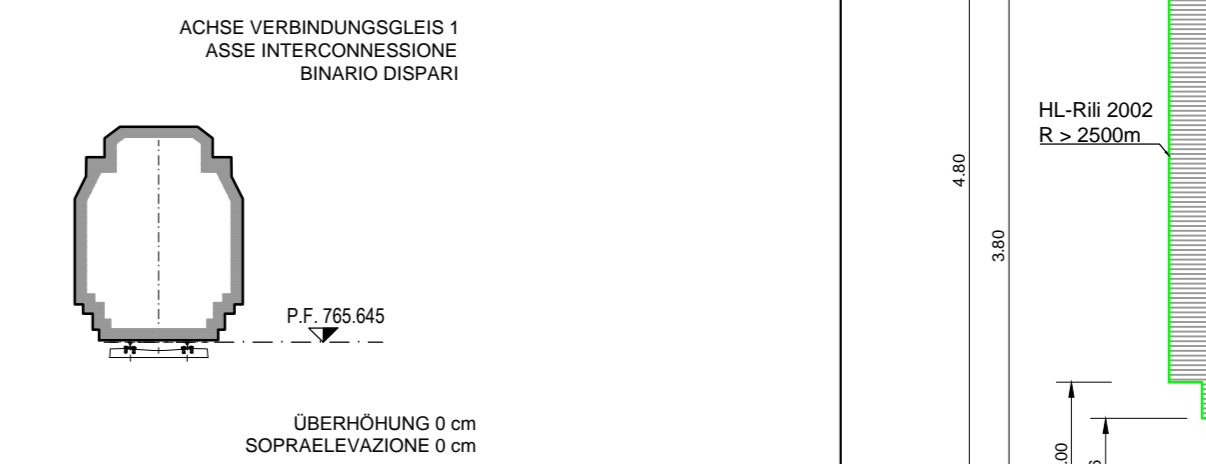 ACHSE VERBINDUNGSGLEIS 1
ASSE INTERCONNESSIONE
BINARIO DISPARI
P.F. 765.645
ÜBERHÖHUNG 0 cm
SOPRAELEVAZIONE 0 cm
4.80
3.80
HL-Rili 2002
R > 2500m